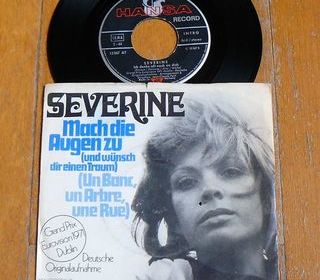 HANSA
RECORD
SEVERINE
SEVERINE
Mach die
Augen zu
(und wünsch
dir einen Traum)
(Un Banc,
un Arbre,
une Rue)
Grand Prix
Eurovision 1971
Dublin
Deutsche
Originalaufnahme